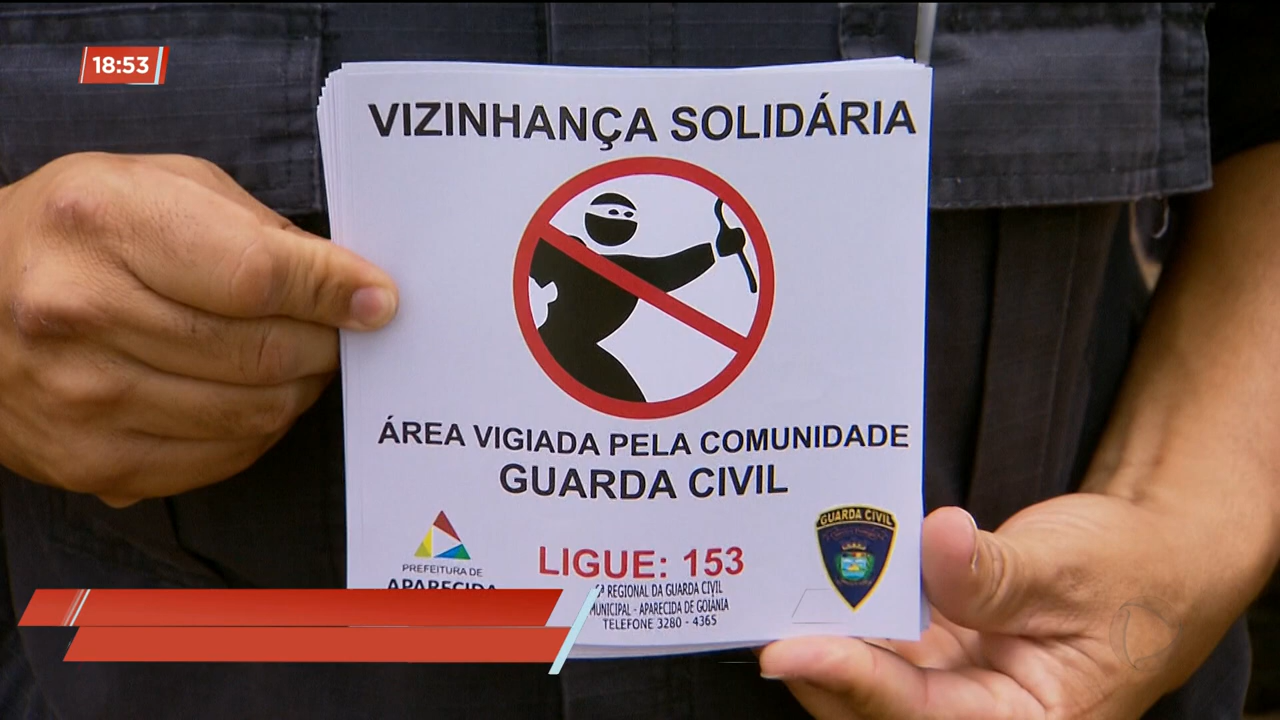 18:53
VIZINHANÇA SOLIDÁRIA
ÁREA VIGIADA PELA COMUNIDADE
GUARDA CIVIL
GUARDA CIVIL
PREFEITURA DE
APARECIDA
LIGUE: 153
REGIONAL DA GUARDA CIVIL
MUNICIPAL - APARECIDA DE GOIÂNIA
TELEFONE 3280 - 4365